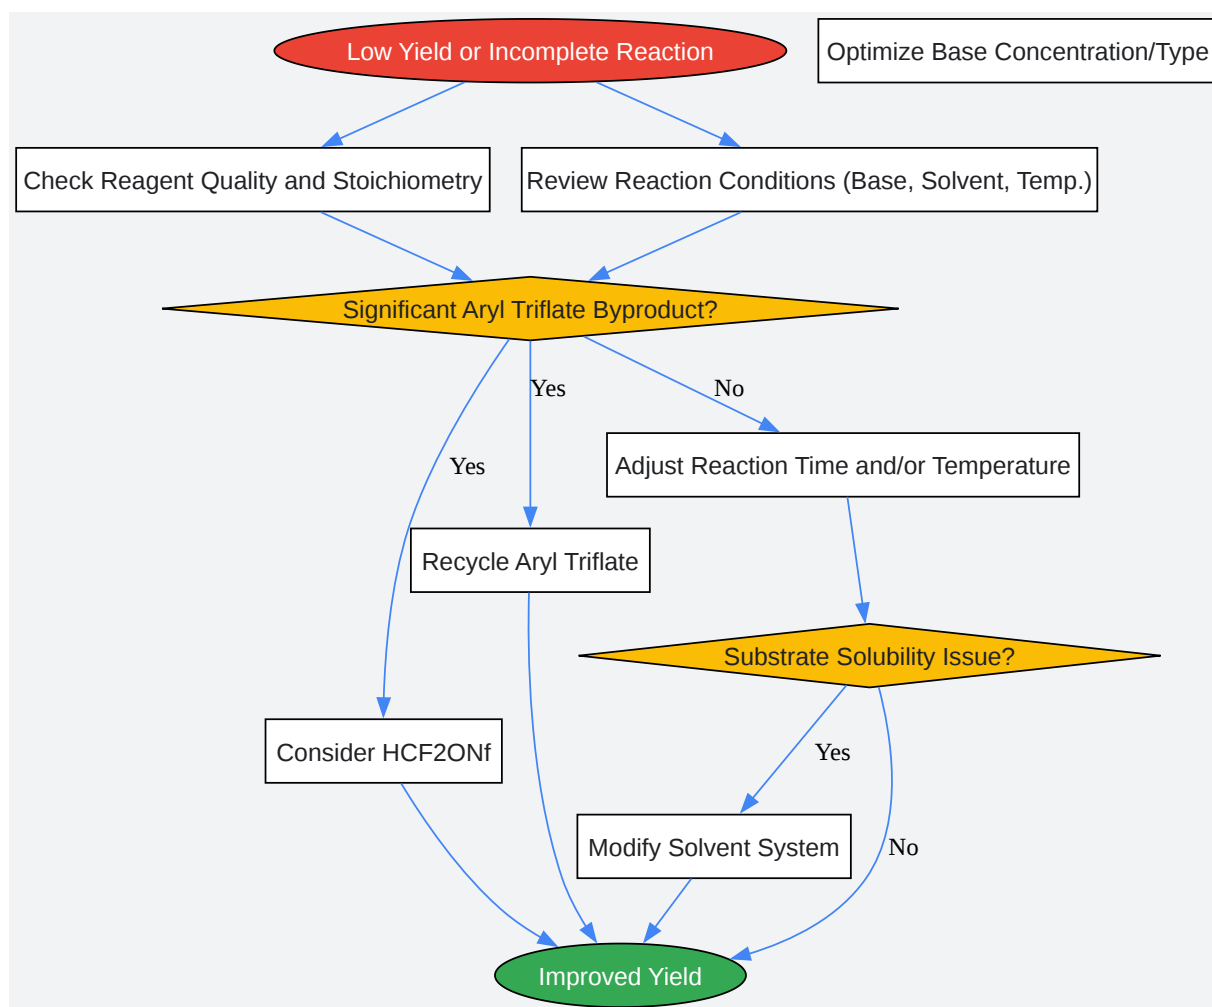 Low Yield or Incomplete Reaction
Optimize Base Concentration/Type
Check Reagent Quality and Stoichiometry
Review Reaction Conditions (Base, Solvent, Temp.)
Significant Aryl Triflate Byproduct?
Yes
No
Yes
Adjust Reaction Time and/or Temperature
Recycle Aryl Triflate
Substrate Solubility Issue?
Consider HCF2ONf
Yes
Modify Solvent System
No
Improved Yield